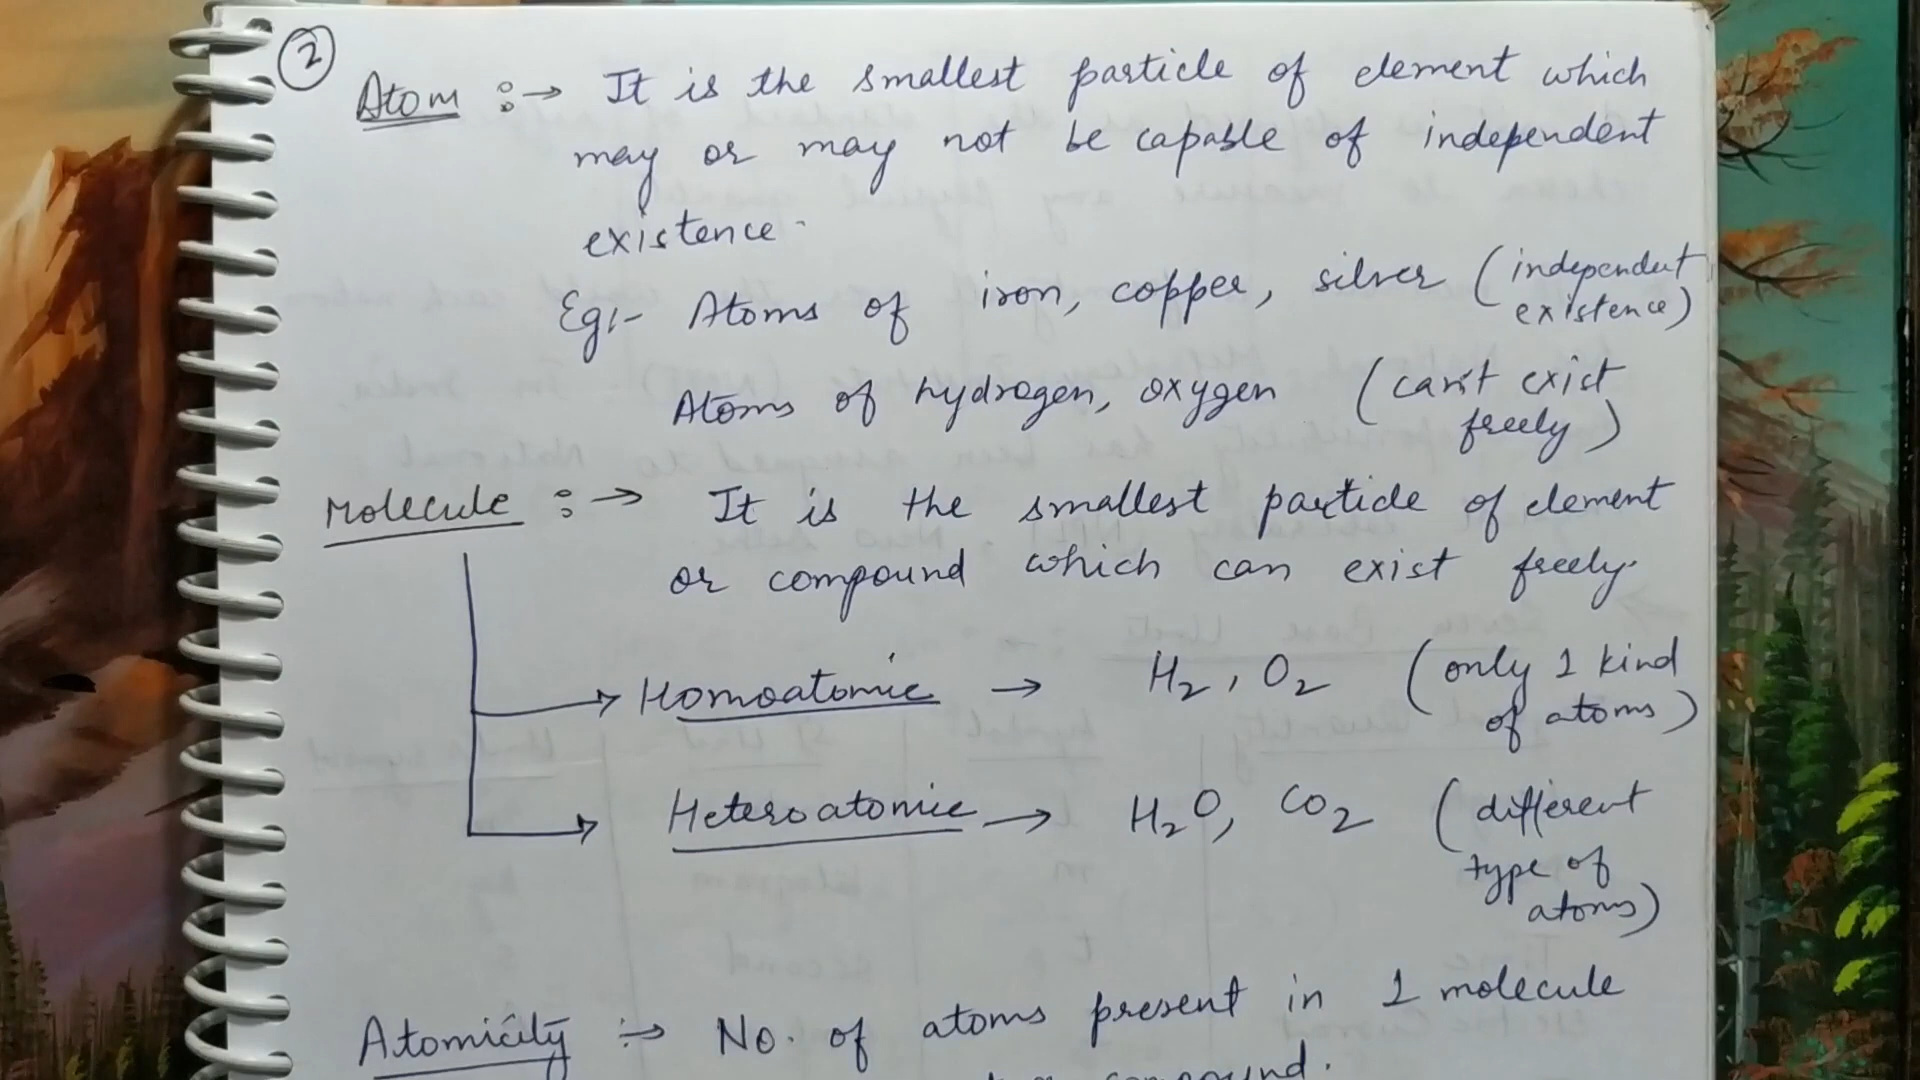 2
Atom :→ It is the smallest particle of element which
may or may not be capable of independent
existence.
Eg:- Atoms of iron, copper, silver (independent
existence)
Atoms of hydrogen, oxygen (can't exist
freely)
Molecule :→ It is the smallest particle of element
or compound which can exist freely.
→ Homoatomic → H₂, O₂ (only 1 kind
of atoms)
→ Heteroatomic → H₂O, CO₂ (different
type of
atoms)
Atomicity :→ No. of atoms present in 1 molecule
compound.